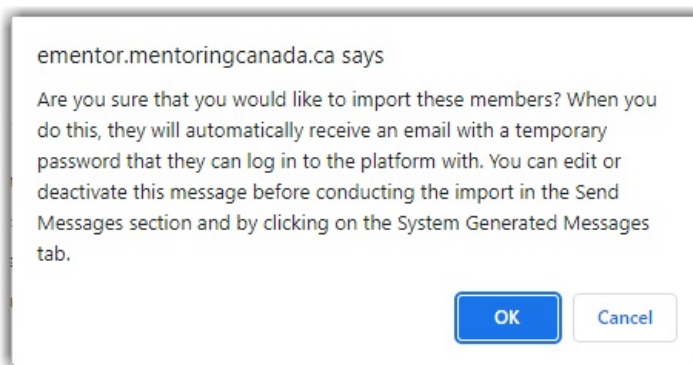 ementor.mentoringcanada.ca says
Are you sure that you would like to import these members? When you
do this, they will automatically receive an email with a temporary
password that they can log in to the platform with. You can edit or
deactivate this message before conducting the import in the Send
Messages section and by clicking on the System Generated Messages
tab.
OK Cancel